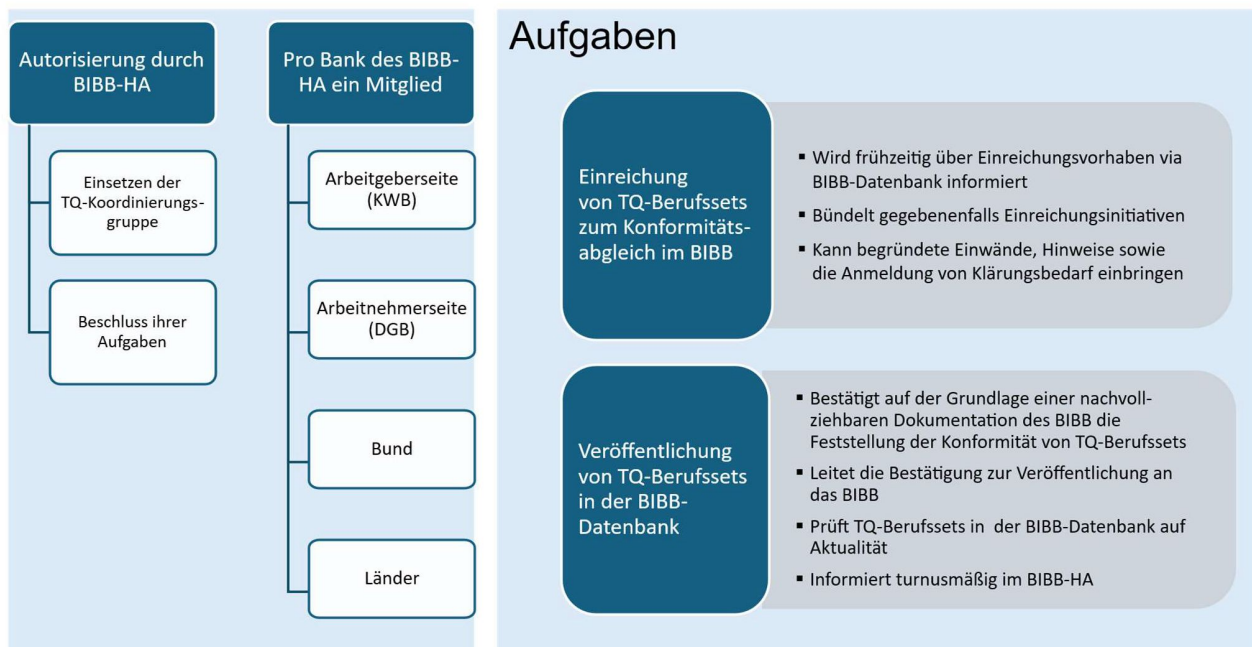 Autorisierung durch
BIBB-HA
Einsetzen der
TQ-Koordinierungs-
gruppe
Beschluss ihrer
Aufgaben
Pro Bank des BIBB-
HA ein Mitglied
Arbeitgeberseite
(KWB)
Arbeitnehmerseite
(DGB)
Bund
Länder
Aufgaben
Einreichung
von TQ-Berufssets
zum Konformitäts-
abgleich im BIBB
▪ Wird frühzeitig über Einreichungsvorhaben via
BIBB-Datenbank informiert
▪ Bündelt gegebenenfalls Einreichungsinitiativen
▪ Kann begründete Einwände, Hinweise sowie
die Anmeldung von Klärungsbedarf einbringen
Veröffentlichung
von TQ-Berufssets
in der BIBB-
Datenbank
▪ Bestätigt auf der Grundlage einer nachvoll-
ziehbaren Dokumentation des BIBB die
Feststellung der Konformität von TQ-Berufssets
▪ Leitet die Bestätigung zur Veröffentlichung an
das BIBB
▪ Prüft TQ-Berufssets in der BIBB-Datenbank auf
Aktualität
▪ Informiert turnusmäßig im BIBB-HA